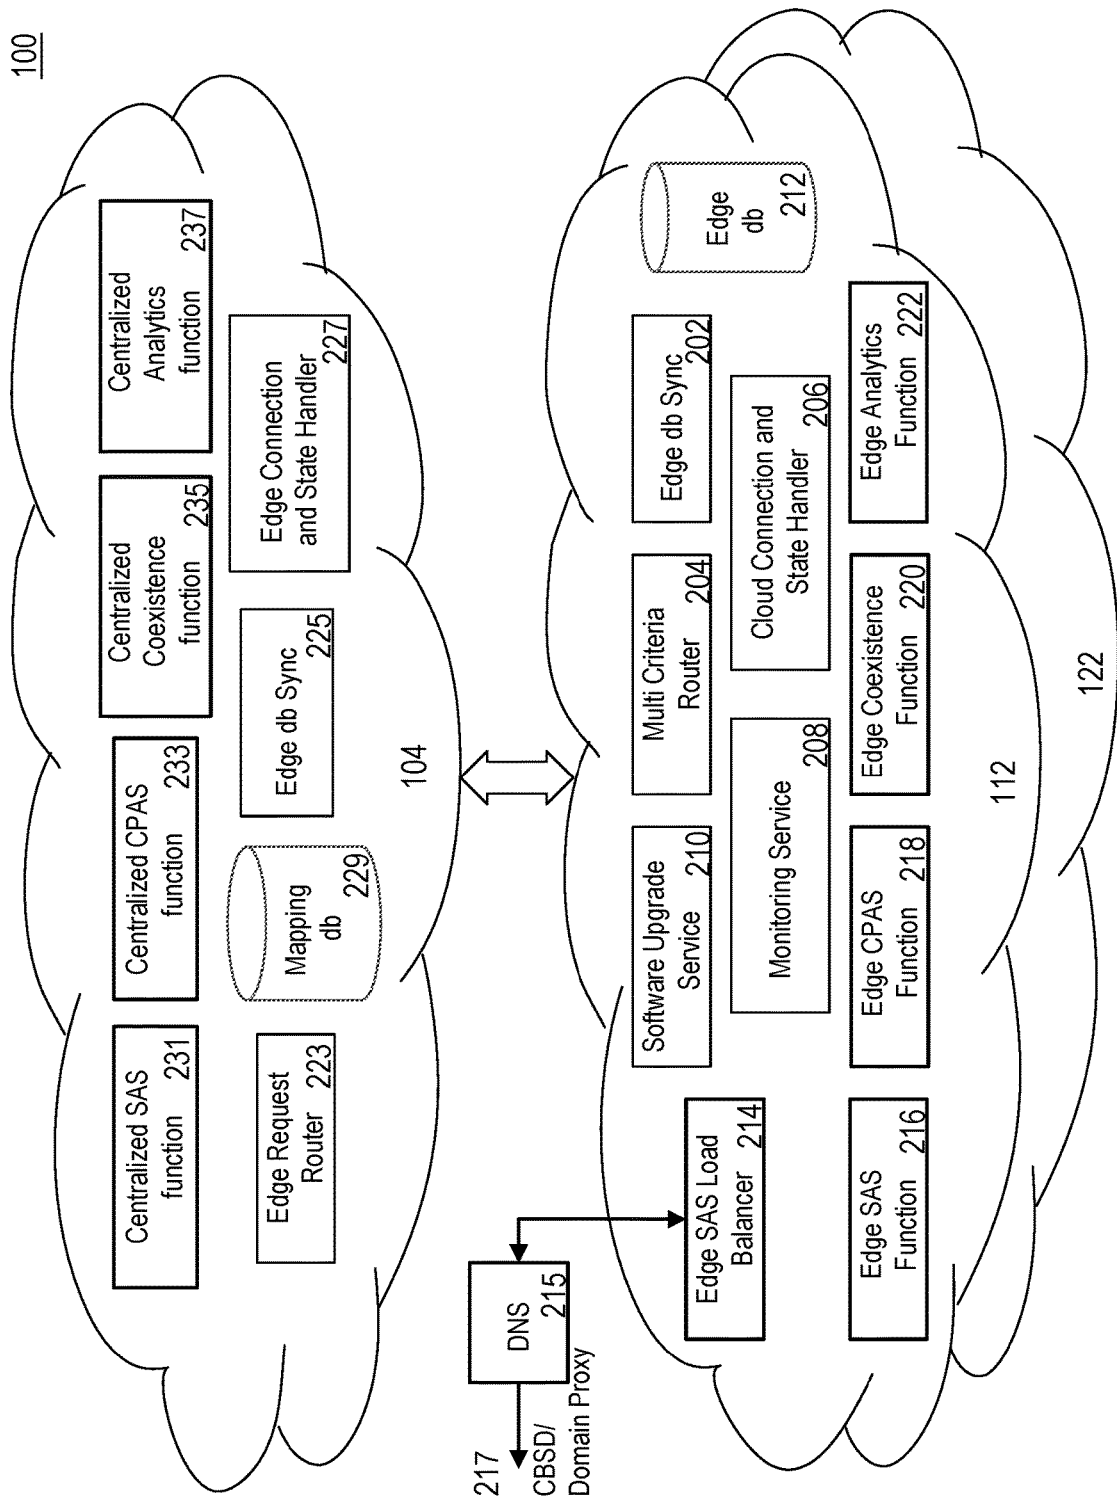 100
Centralized SAS
function 231
Centralized CPAS
function 233
Centralized
Coexistence
function 235
Centralized
Analytics
function 237
Edge Request
Router 223
Mapping
db 229
Edge db Sync
225
Edge Connection
and State Handler
227
104
217
CBSD/
Domain Proxy
DNS
215
Software Upgrade
Service 210
Multi Criteria
Router 204
Edge db Sync
202
Edge
db
212
Edge SAS Load
Balancer 214
Monitoring Service
208
Cloud Connection and
State Handler 206
Edge SAS
Function 216
Edge CPAS
Function 218
Edge Coexistence
Function 220
Edge Analytics
Function 222
112
122